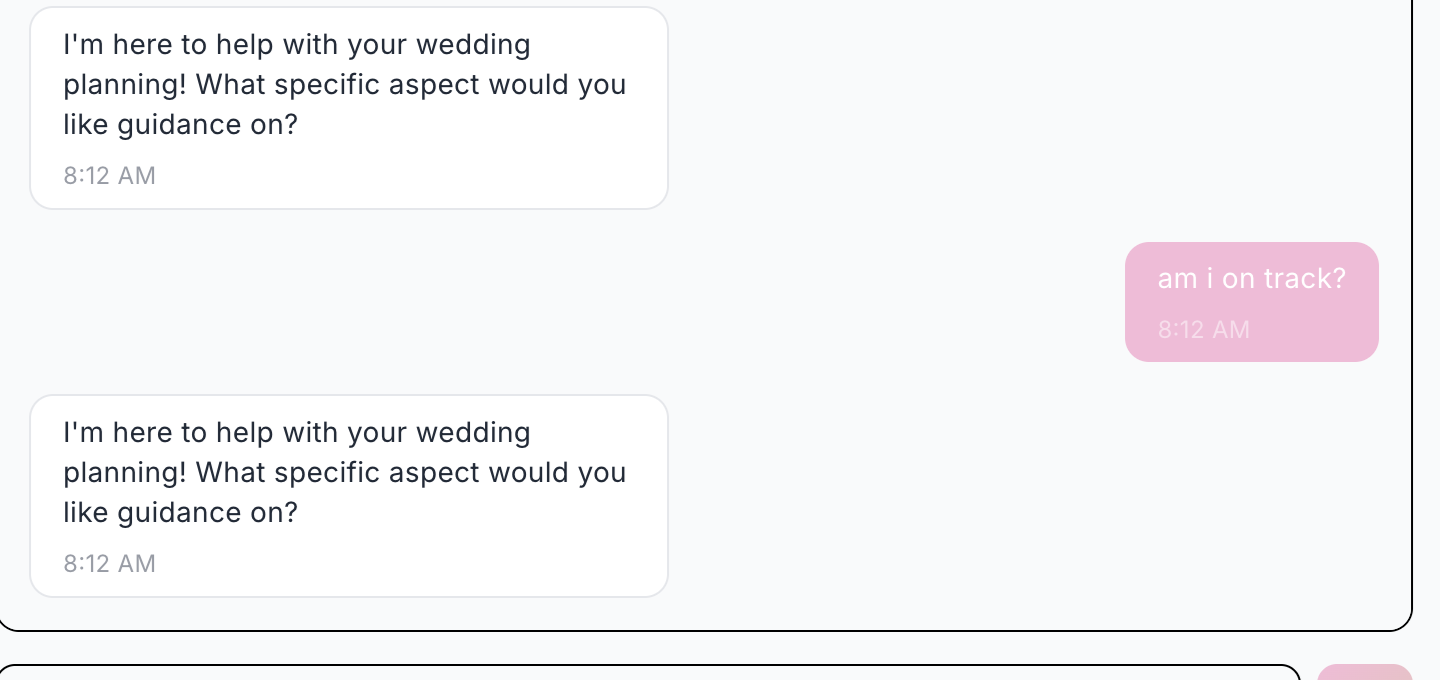 I'm here to help with your wedding
planning! What specific aspect would you
like guidance on?
8:12 AM
am i on track?
8:12 AM
I'm here to help with your wedding
planning! What specific aspect would you
like guidance on?
8:12 AM